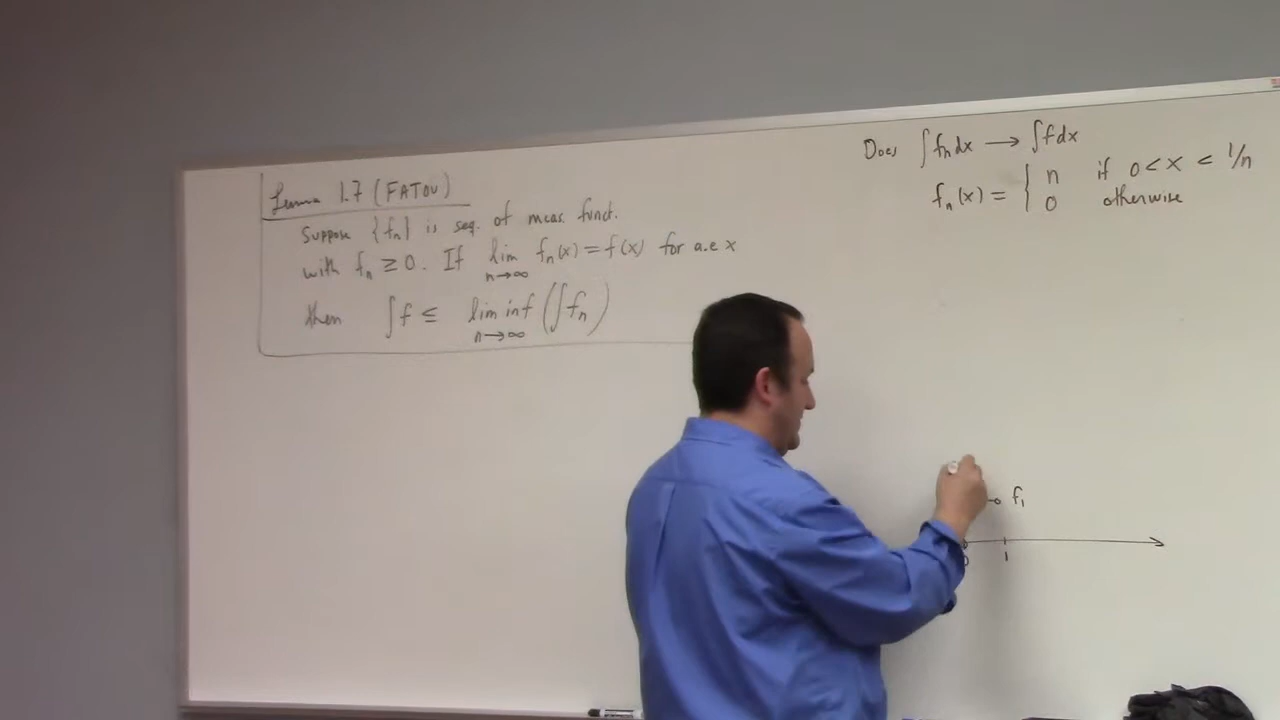 Lemma 1.7 (FATOU)
Suppose {fn} is seq. of meas. funct.
with fn ≥ 0. If lim n→∞ fn(x) = f(x) for a.e x
then ∫f ≤ lim inf n→∞ (∫fn)
Does ∫fn dx → ∫f dx
fn(x) = { n if 0 < x < 1/n
0 otherwise
f1
0 1